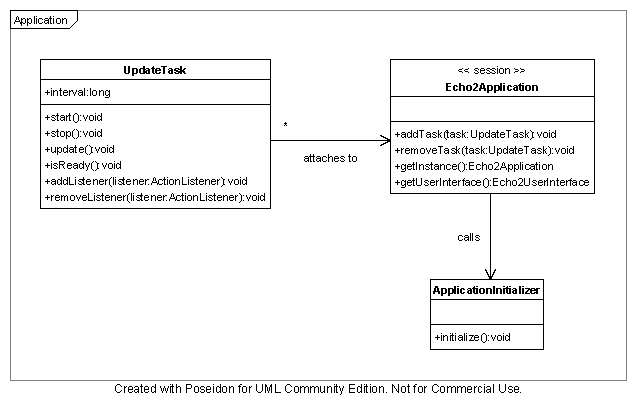 Application
UpdateTask
+interval:long
+start():void
+stop():void
+update():void
+isReady():void
+addListener(listener:ActionListener):void
+removeListener(listener:ActionListener):void
*
attaches to
<< session >>
Echo2Application
+addTask(task:UpdateTask):void
+removeTask(task:UpdateTask):void
+getInstance():Echo2Application
+getUserInterface():Echo2UserInterface
calls
ApplicationInitializer
+initialize():void
Created with Poseidon for UML Community Edition. Not for Commercial Use.